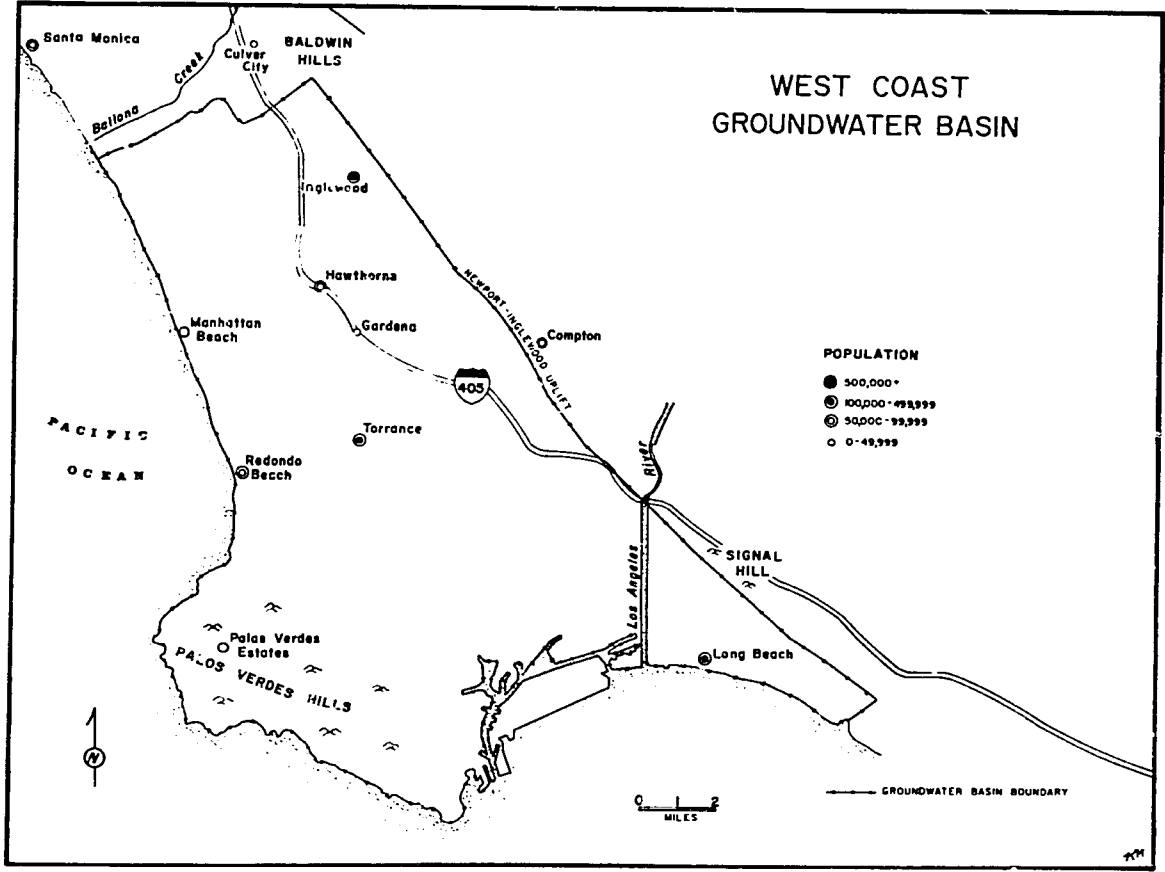 WEST COAST
GROUNDWATER BASIN
Santa Monica
Culver
City
BALDWIN
HILLS
Ballona Creek
Inglewood
Hawthorne
Manhattan
Beach
Gardena
NEWPORT-INGLEWOOD UPLIFT
Compton
405
POPULATION
500,000+
100,000-499,999
50,000-99,999
0-49,999
PACIFIC
OCEAN
Torrance
Redondo
Becch
Los Angeles River
SIGNAL
HILL
Palos Verdes
Estates
PALOS VERDES HILLS
Long Beach
N
0 2
MILES
GROUNDWATER BASIN BOUNDARY